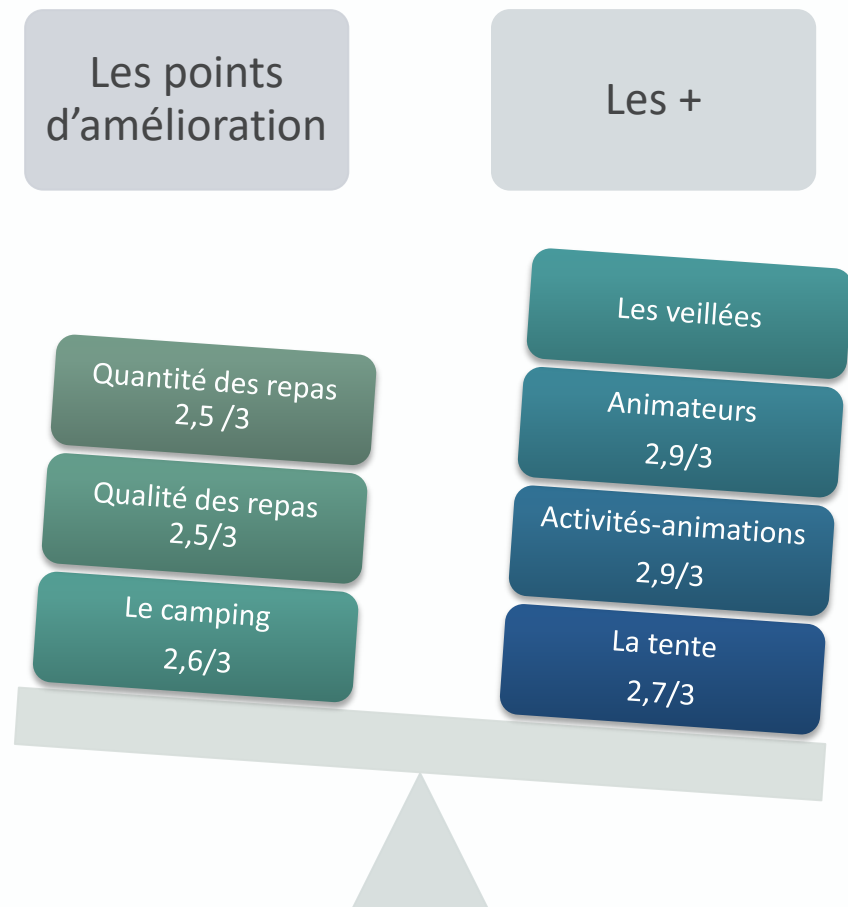 Les points
d'amélioration
Les +
Quantité des repas
2,5 /3
Qualité des repas
2,5/3
Le camping
2,6/3
Les veillées
Animateurs
2,9/3
Activités-animations
2,9/3
La tente
2,7/3